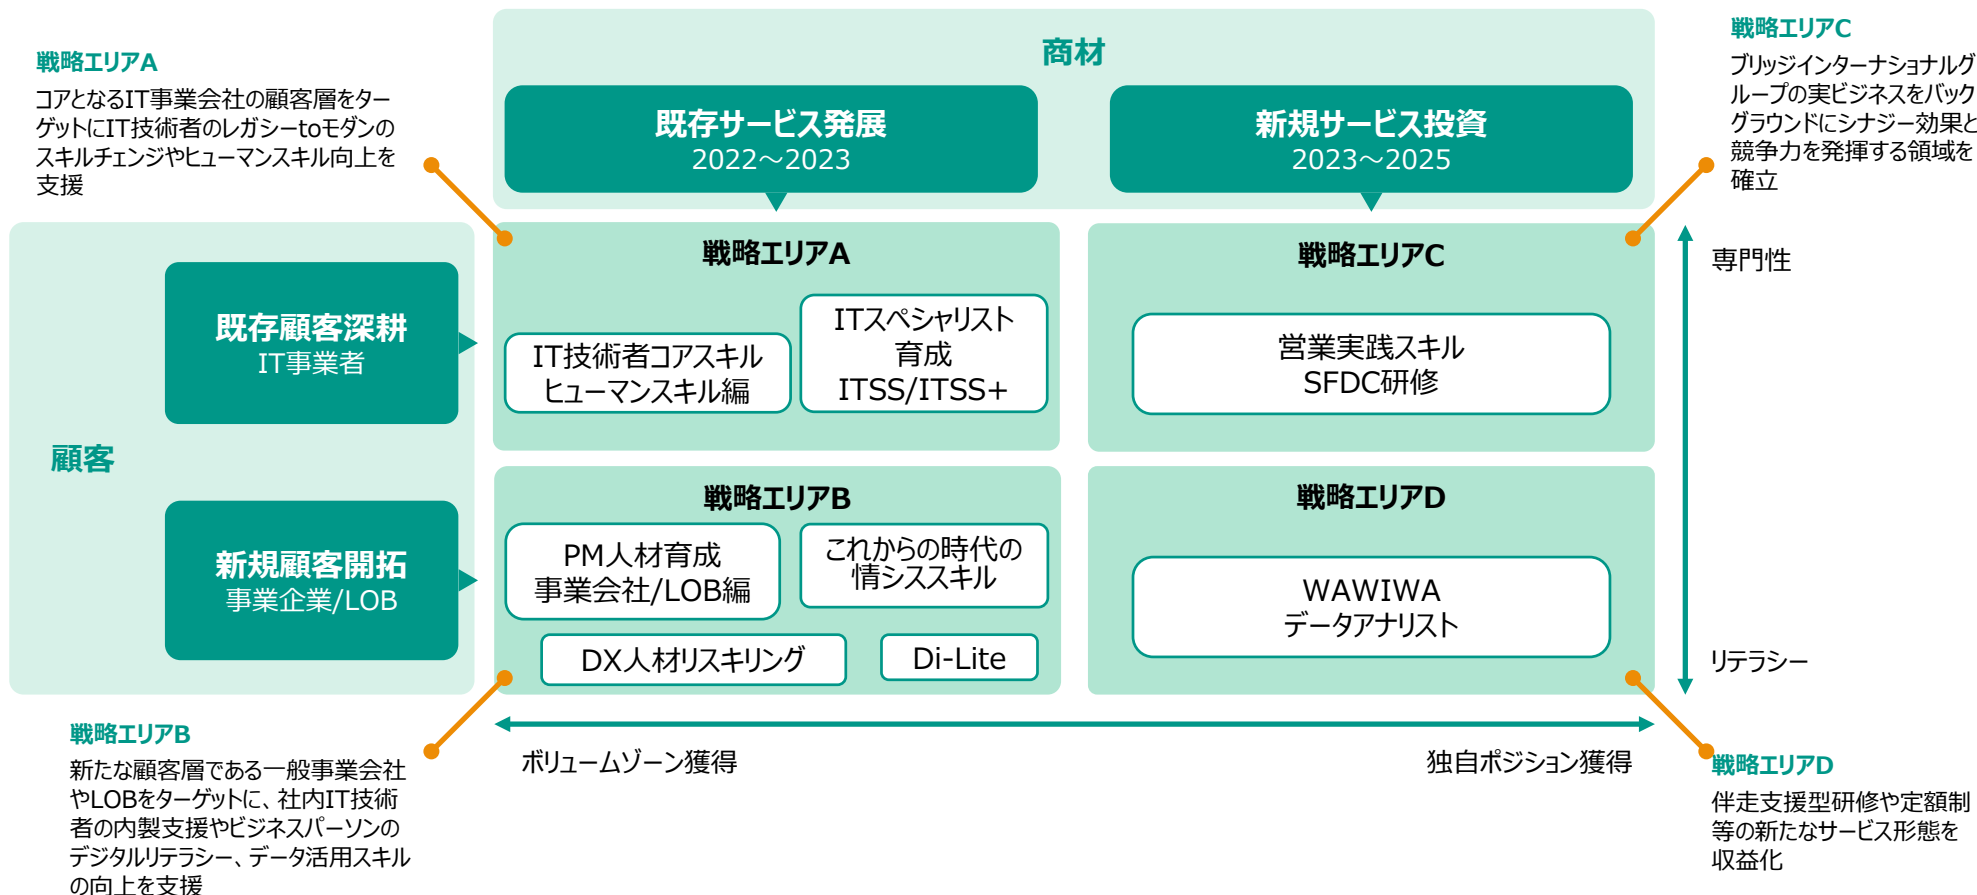 戦略エリアA
コアとなるIT事業会社の顧客層をター
ゲットにIT技術者のレガシーtoモダンの
スキルチェンジやヒューマンスキル向上を
支援
商材
既存サービス発展
2022～2023
新規サービス投資
2023～2025
戦略エリアC
ブリッジインターナショナルグ
ループの実ビジネスをバック
グラウンドにシナジー効果と
競争力を発揮する領域を
確立
顧客
既存顧客深耕
IT事業者
新規顧客開拓
事業企業/LOB
戦略エリアA
IT技術者コアスキル
ヒューマンスキル編
ITスペシャリスト
育成
ITSS/ITSS+
戦略エリアC
営業実践スキル
SFDC研修
戦略エリアB
PM人材育成
事業会社/LOB編
これからの時代の
情シススキル
DX人材リスキリング
Di-Lite
戦略エリアD
WAWIWA
データアナリスト
専門性
リテラシー
ボリュームゾーン獲得
独自ポジション獲得
戦略エリアB
新たな顧客層である一般事業会社
やLOBをターゲットに、社内IT技術
者の内製支援やビジネスパーソンの
デジタルリテラシー、データ活用スキル
の向上を支援
戦略エリアD
伴走支援型研修や定額制
等の新たなサービス形態を
収益化